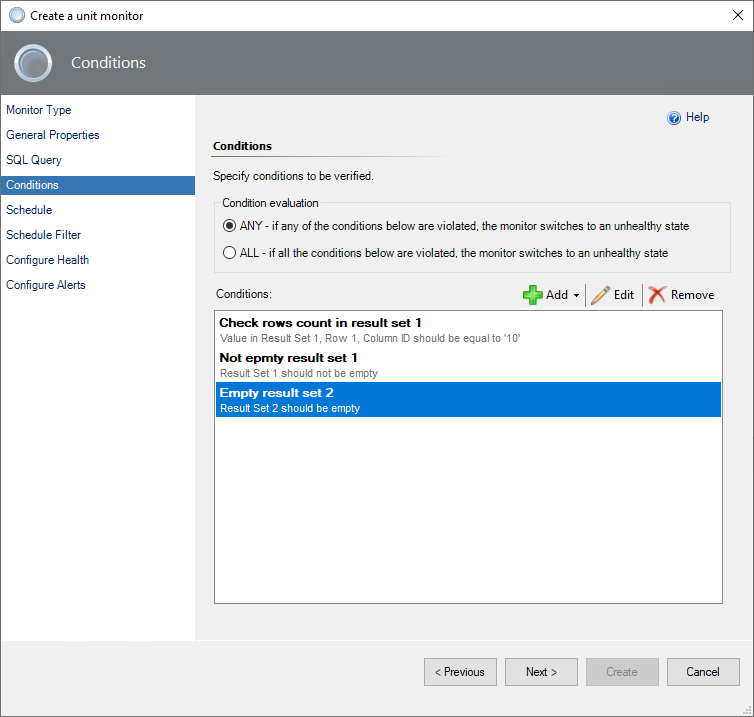 Create a unit monitor
Conditions
Monitor Type
General Properties
SQL Query
Conditions
Schedule
Schedule Filter
Configure Health
Configure Alerts
Help
Conditions
Specify conditions to be verified.
Condition evaluation
ANY - if any of the conditions below are violated, the monitor switches to an unhealthy state
ALL - if all the conditions below are violated, the monitor switches to an unhealthy state
Conditions:
Add
Edit
Remove
Check rows count in result set 1
Value in Result Set 1, Row 1, Column ID should be equal to '10'
Not epmty result set 1
Result Set 1 should not be empty
Empty result set 2
Result Set 2 should be empty
< Previous
Next >
Create
Cancel